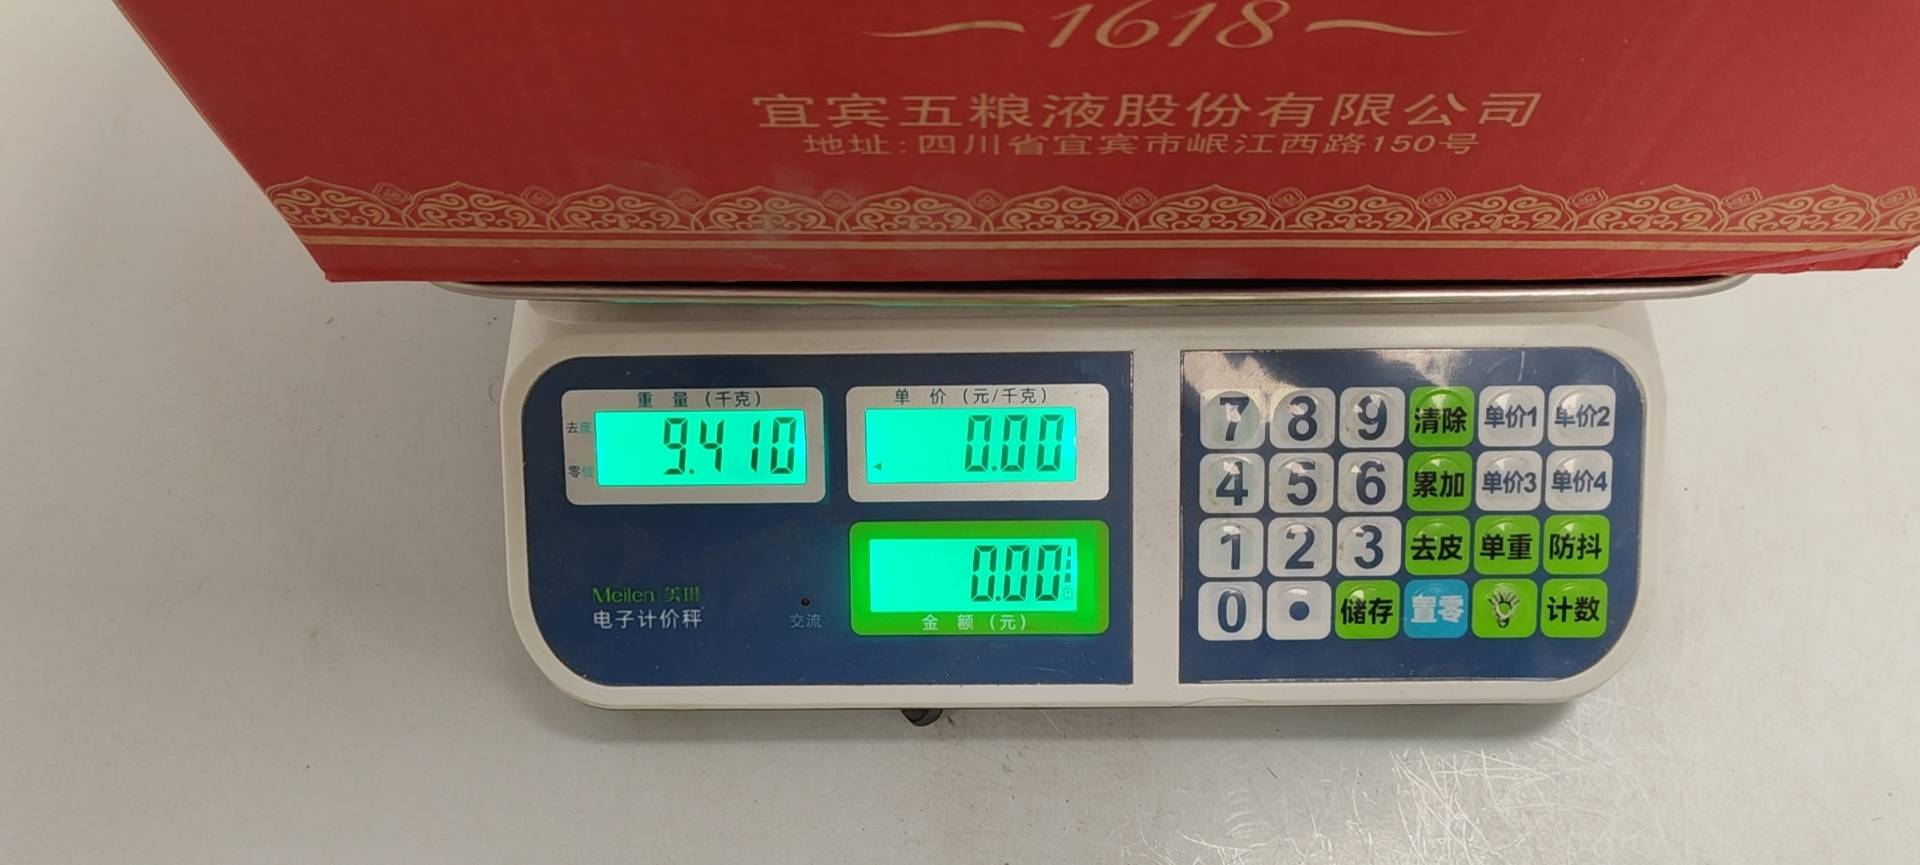 1618
宜宾五粮液股份有限公司
地址:四川省宜宾市岷江西路150号
重量(千克)
单价(元/千克)
去皮
9.410
0.00
零位
0.00
金额(元)
Meilen 美琳
电子计价秤
交流
7 8 9 清除 单价1 单价2
4 5 6 累加 单价3 单价4
1 2 3 去皮 单重 防抖
0 • 储存 置零 计数